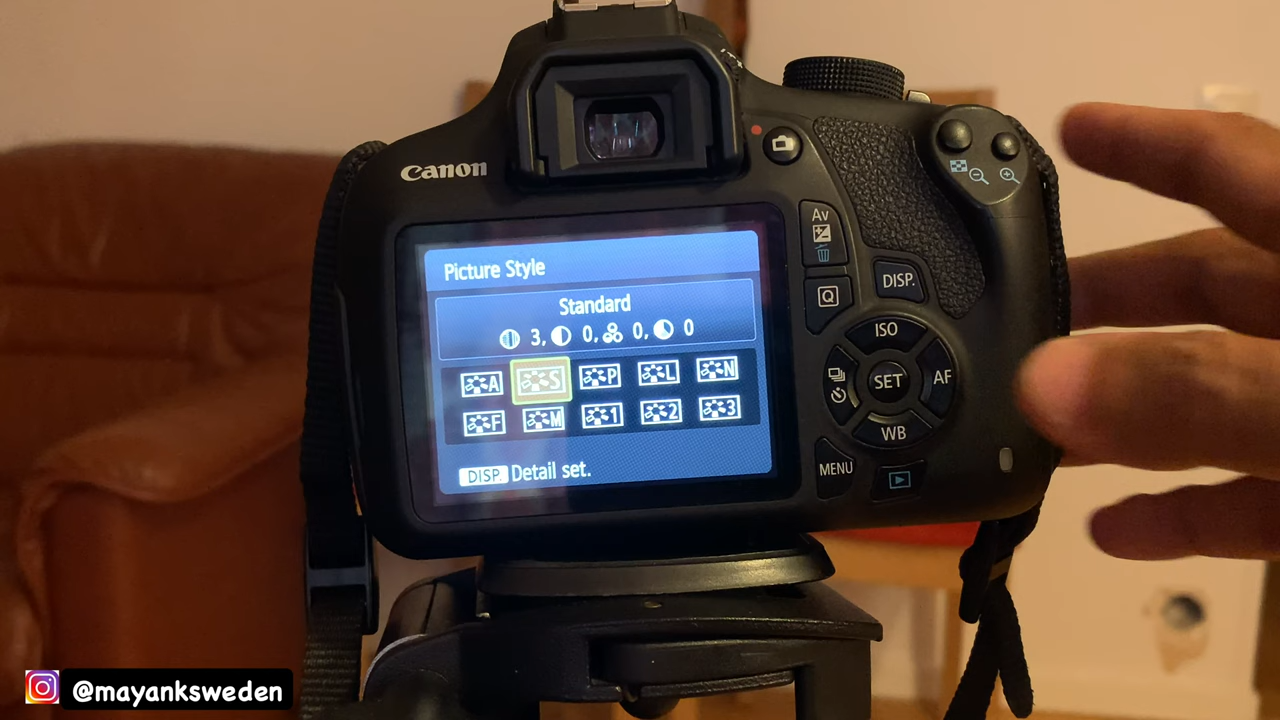 Canon
Av
Q
DISP.
ISO
SET
AF
WB
MENU
Picture Style
Standard
3, 0, 0, 0
A S P L N
F M 1 2 3
DISP. Detail set.
@mayanksweden